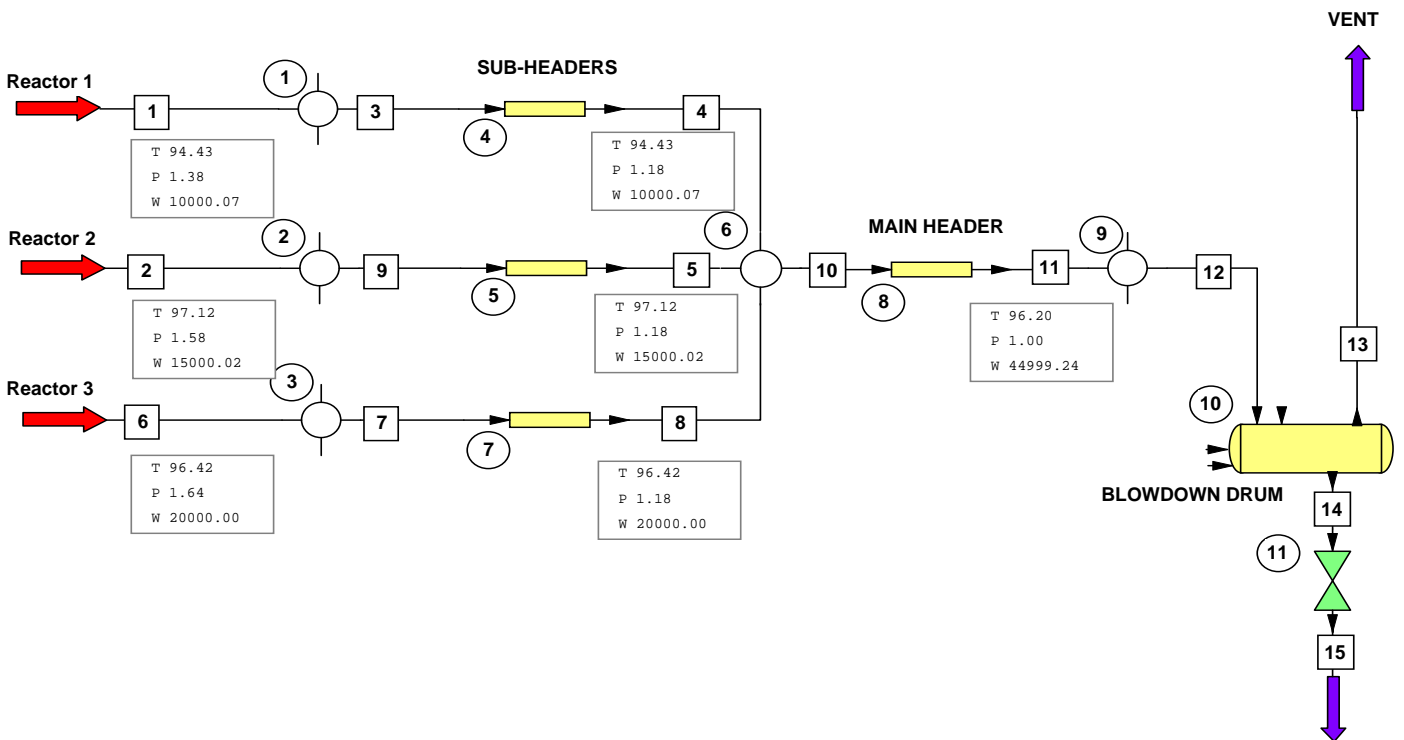 VENT
SUB-HEADERS
Reactor 1
1
1
3
4
4
T 94.43
P 1.38
W 10000.07
T 94.43
P 1.18
W 10000.07
Reactor 2
2
2
9
5
5
6
10
MAIN HEADER
8
11
9
12
T 97.12
P 1.58
W 15000.02
T 97.12
P 1.18
W 15000.02
T 96.20
P 1.00
W 44999.24
13
Reactor 3
6
3
7
7
8
10
T 96.42
P 1.64
W 20000.00
T 96.42
P 1.18
W 20000.00
BLOWDOWN DRUM
14
11
15